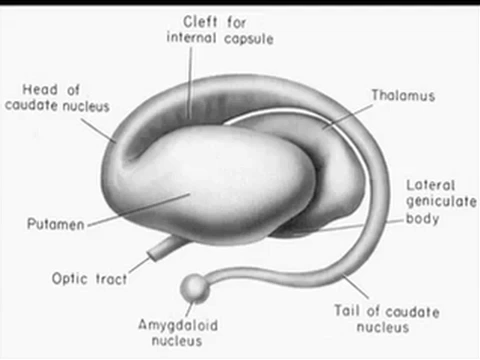 Cleft for
internal capsule
Head of
caudate nucleus
Thalamus
Lateral
geniculate
body
Putamen
Optic tract
Amygdaloid
nucleus
Tail of caudate
nucleus